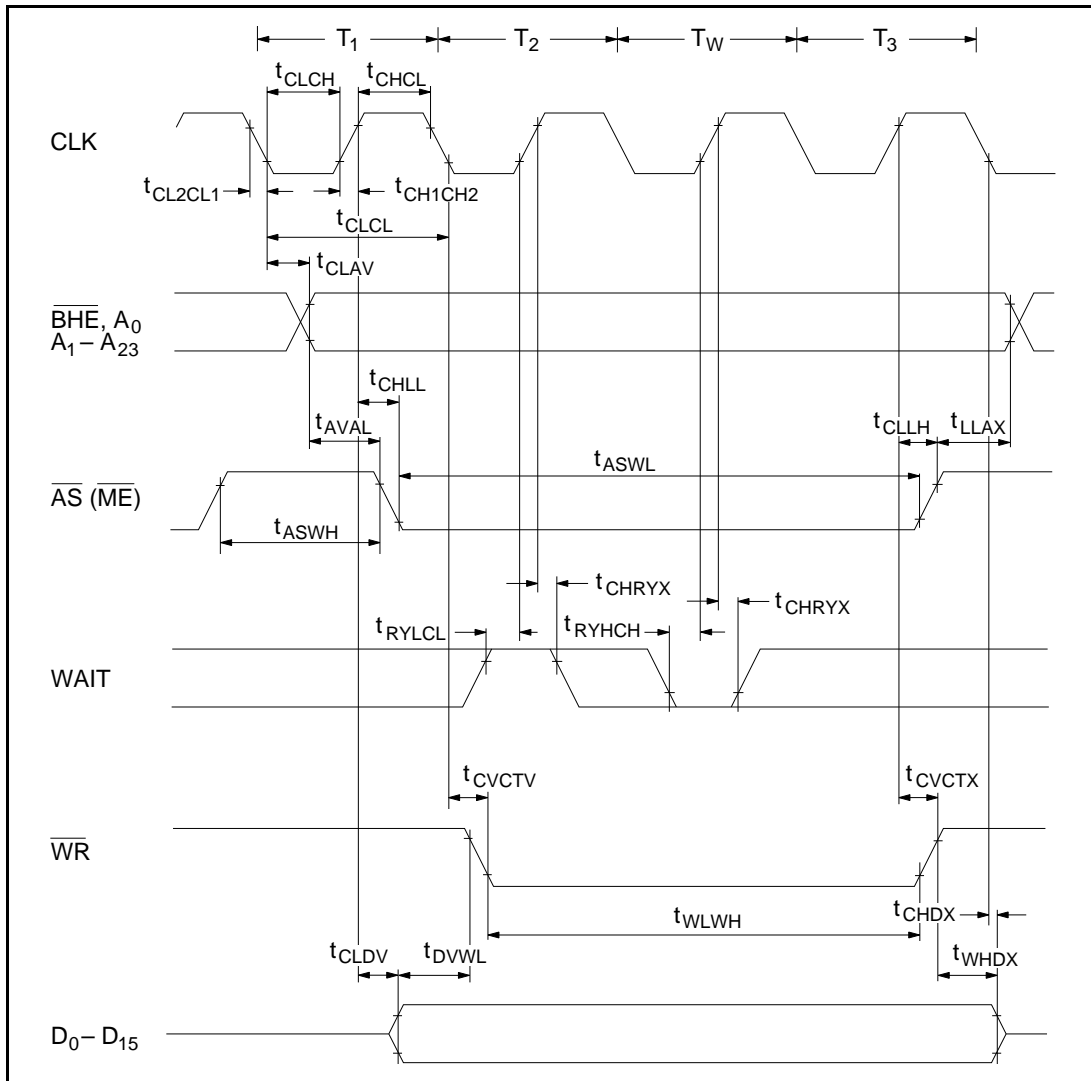 T1 T2 TW T3
tCLCH tCHCL
CLK
tCL2CL1 tCH1CH2
tCLCL
tCLAV
BHE, A0
A1 – A23
tCHLL
tAVAL tCLLH tLLAX
tASWL
AS (ME)
tASWH
tCHRYX
tCHRYX
tRYLCL tRYHCH
WAIT
tCVCTV tCVCTX
WR
tCHDX
tWLWH
tCLDV tDVWL tWHDX
D0 – D15